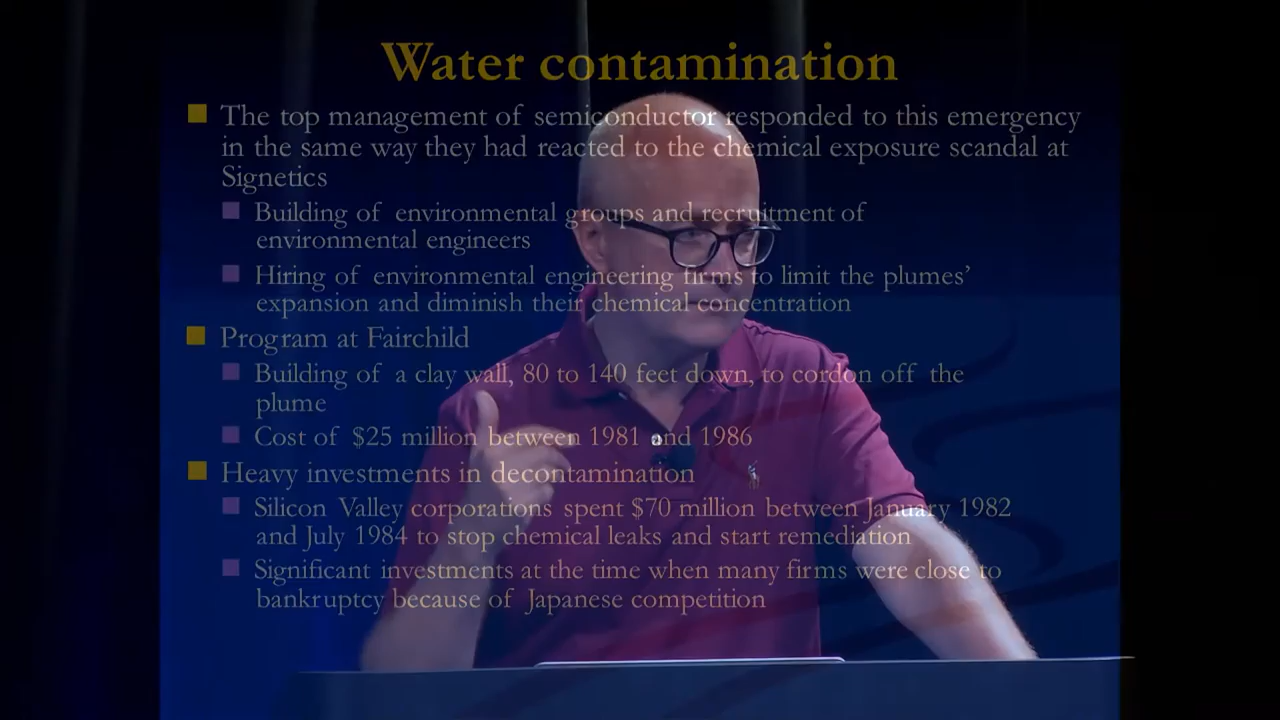 Water contamination
The top management of semiconductor responded to this emergency
in the same way they had reacted to the chemical exposure scandal at
Signetics
Building of environmental groups and recruitment of
environmental engineers
Hiring of environmental engineering firms to limit the plumes'
expansion and diminish their chemical concentration
Program at Fairchild
Building of a clay wall, 80 to 140 feet down, to cordon off the
plume
Cost of $25 million between 1981 and 1986
Heavy investments in decontamination
Silicon Valley corporations spent $70 million between January 1982
and July 1984 to stop chemical leaks and start remediation
Significant investments at the time when many firms were close to
bankruptcy because of Japanese competition